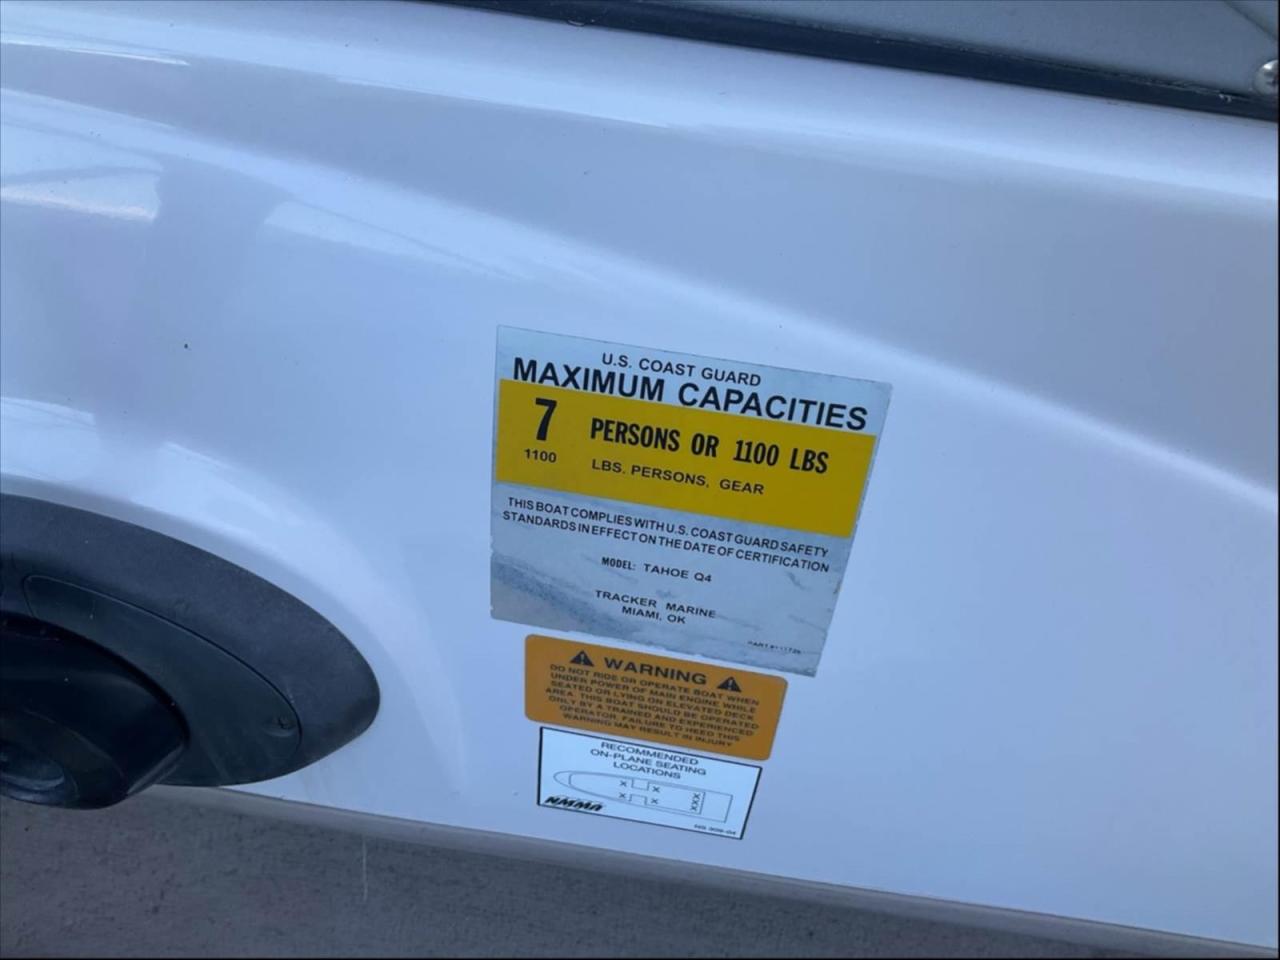 U.S. COAST GUARD
MAXIMUM CAPACITIES
7 PERSONS OR 1100 LBS
1100 LBS. PERSONS, GEAR
THIS BOAT COMPLIES WITH U.S. COAST GUARD SAFETY
STANDARDS IN EFFECT ON THE DATE OF CERTIFICATION
MODEL: TAHOE Q4
TRACKER MARINE
MIAMI, OK
WARNING
DO NOT RIDE OR OPERATE BOAT WHEN
UNDER POWER OF MAIN ENGINE WHILE
SEATED OR LYING ON ELEVATED DECK
AREA. THIS BOAT SHOULD BE OPERATED
ONLY BY A TRAINED AND EXPERIENCED
OPERATOR. FAILURE TO HEED THIS
WARNING MAY RESULT IN INJURY
RECOMMENDED
ON-PLANE SEATING
LOCATIONS
X X
X X
XXX
NMMA